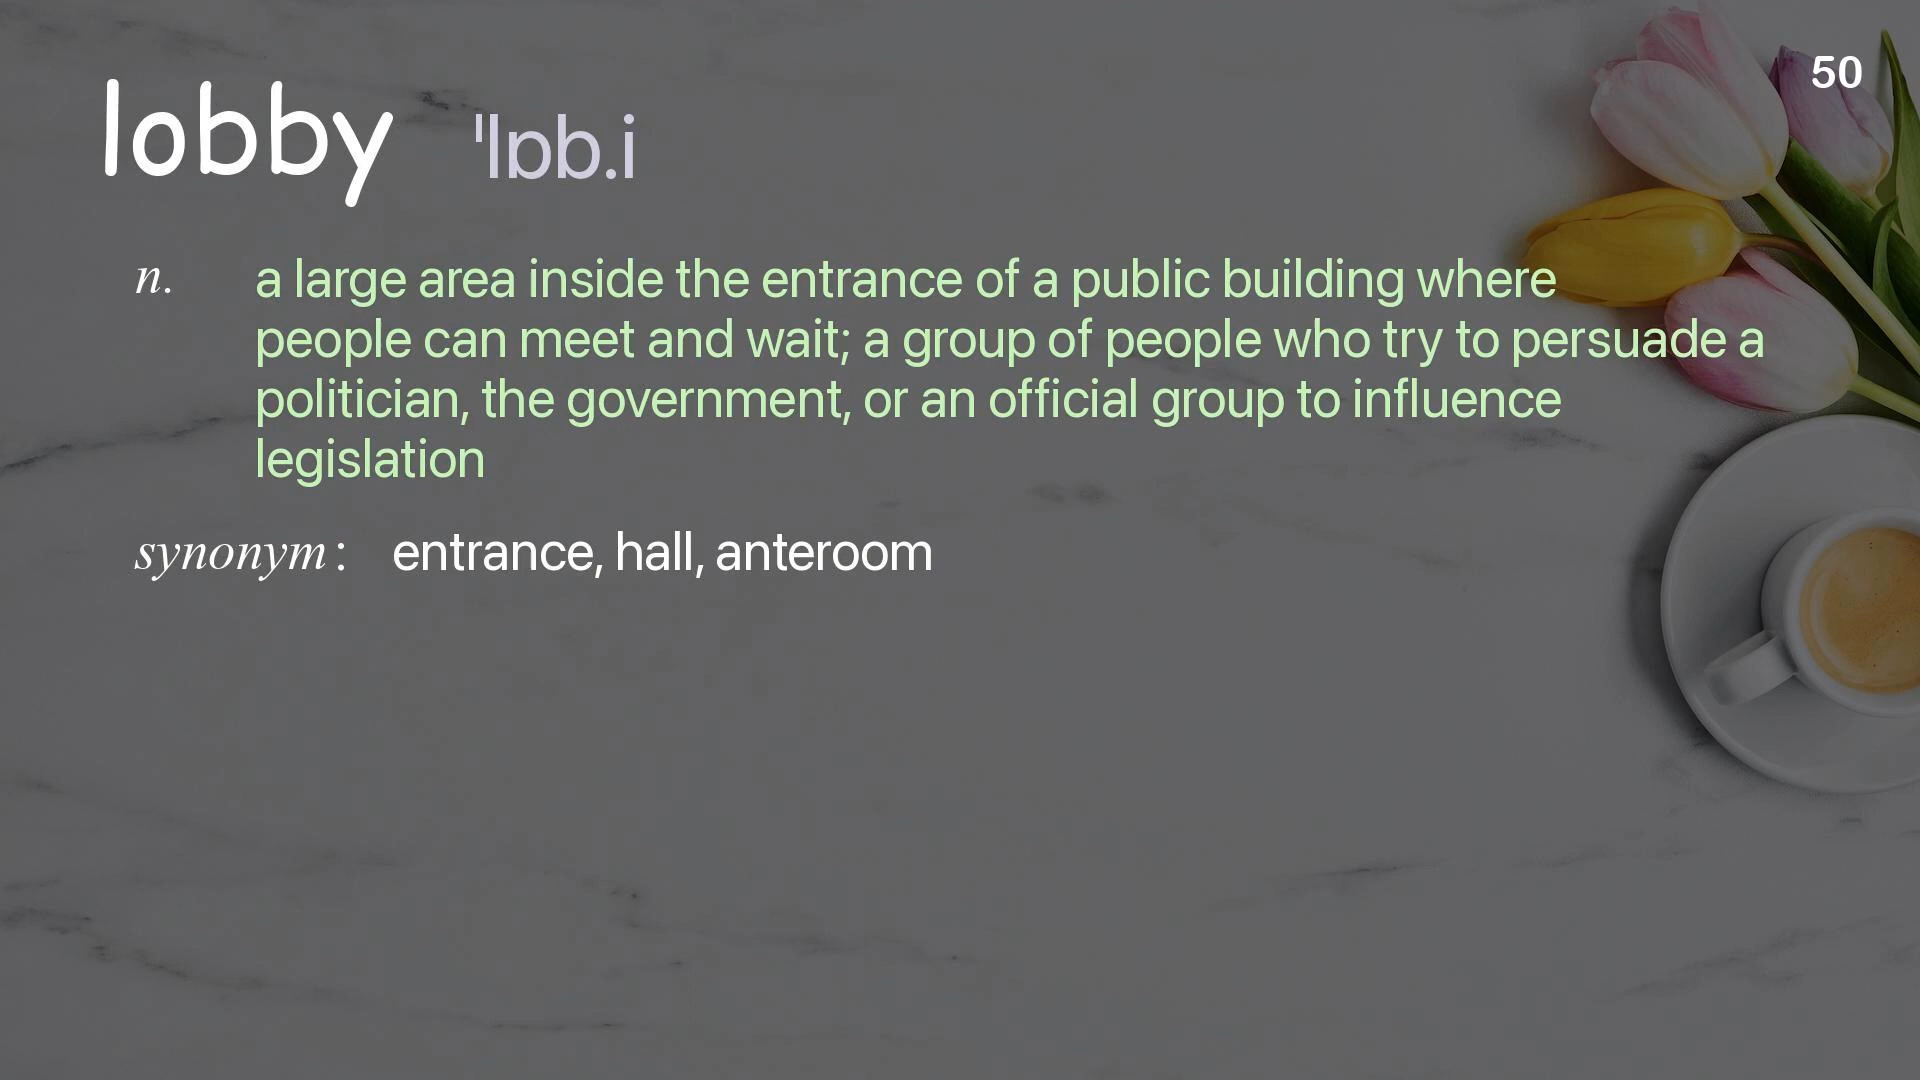 lobby ˈlɒb.i
50
n. a large area inside the entrance of a public building where
people can meet and wait; a group of people who try to persuade a
politician, the government, or an official group to influence
legislation
synonym: entrance, hall, anteroom